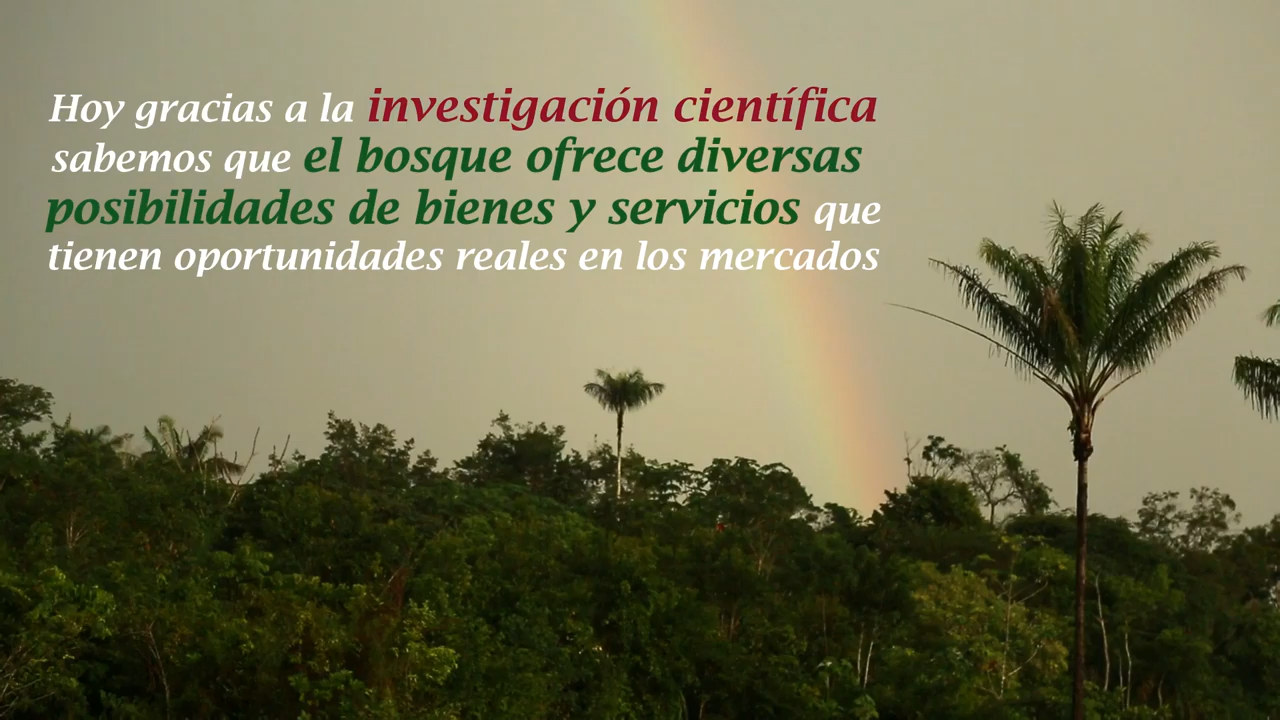 Hoy gracias a la investigación científica
sabemos que el bosque ofrece diversas
posibilidades de bienes y servicios que
tienen oportunidades reales en los mercados